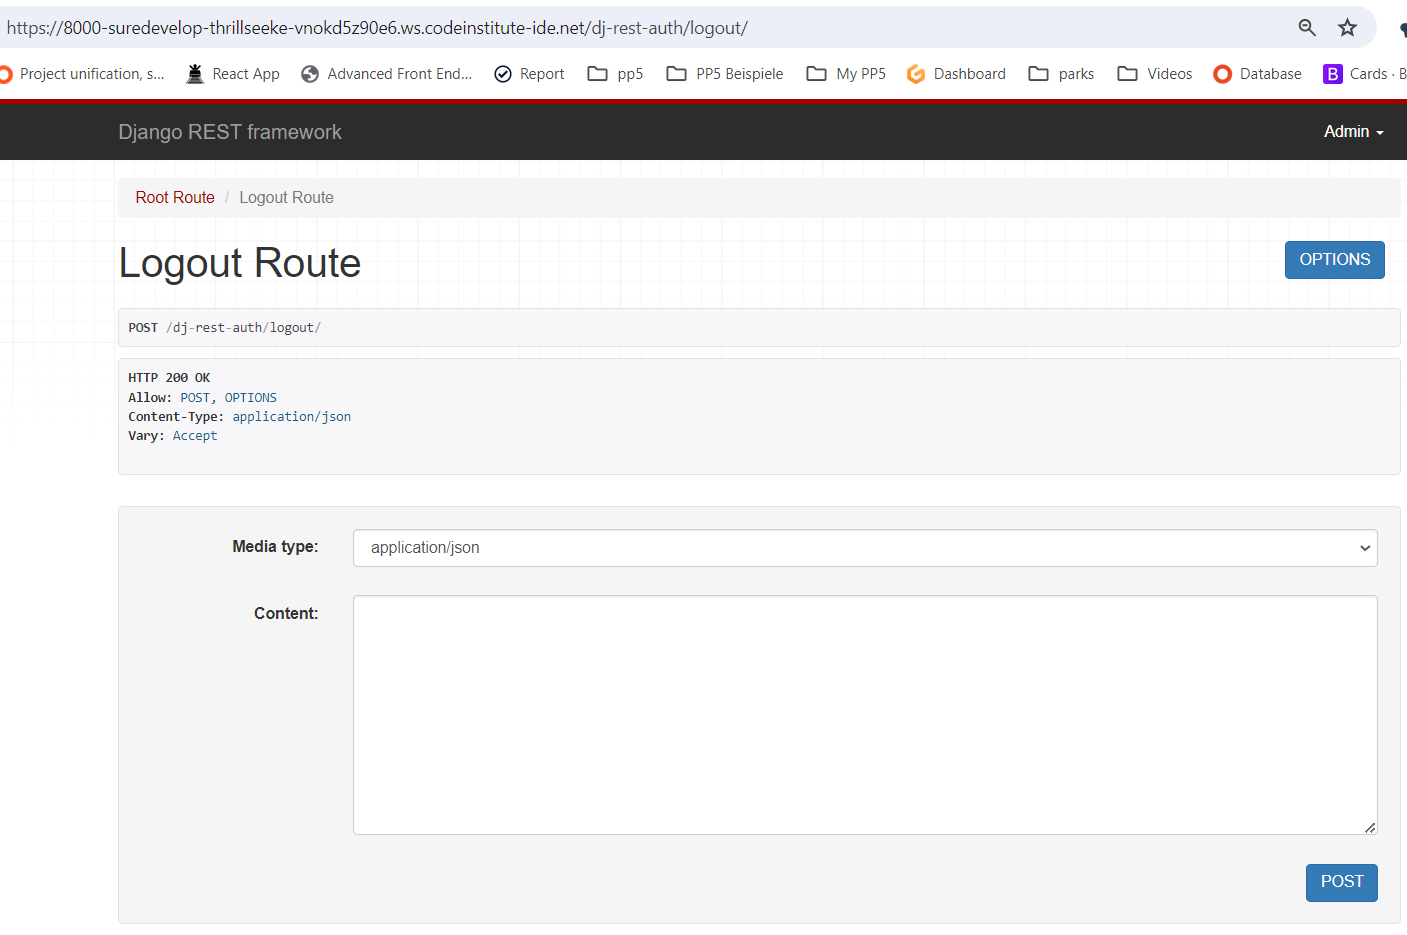 https://8000-suredevelop-thrillseeke-vnokd5z90e6.ws.codeinstitute-ide.net/dj-rest-auth/logout/
Project unification, s... React App Advanced Front End... Report pp5 PP5 Beispiele My PP5 Dashboard parks Videos Database B Cards · B
Django REST framework Admin
Root Route / Logout Route
Logout Route OPTIONS
POST /dj-rest-auth/logout/
HTTP 200 OK
Allow: POST, OPTIONS
Content-Type: application/json
Vary: Accept
Media type: application/json
Content:
POST